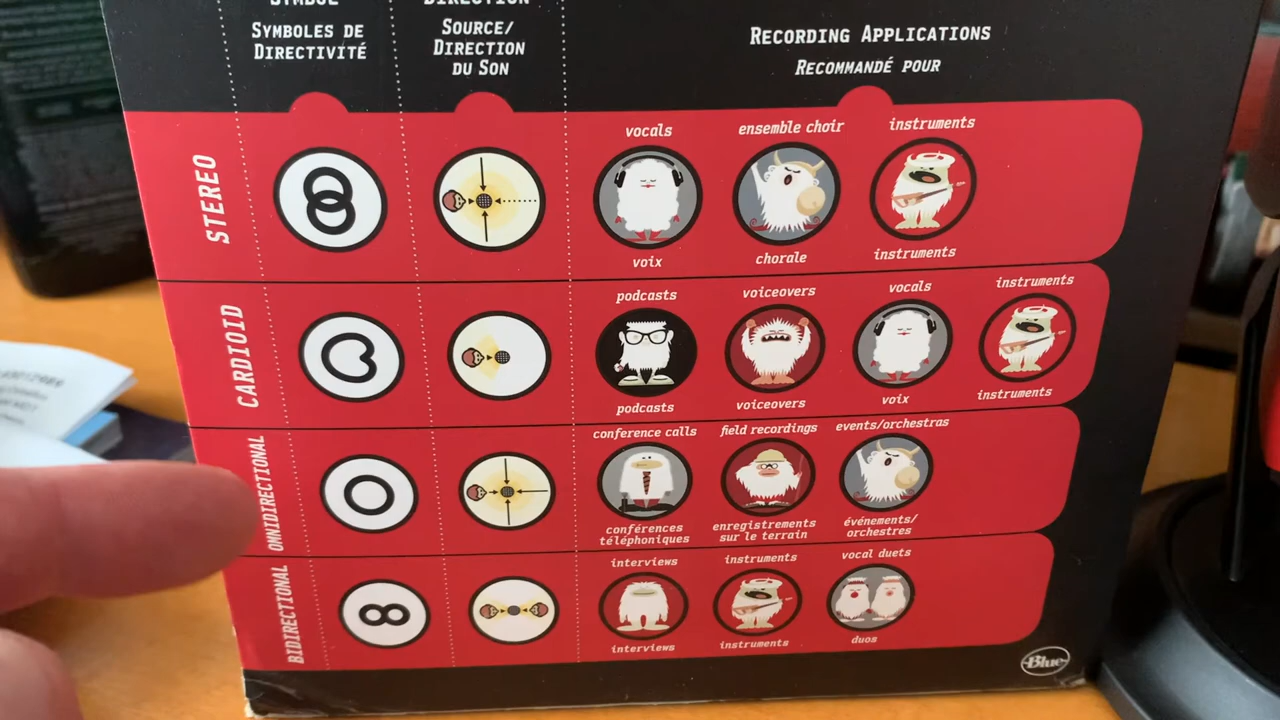 SYMBOL
SYMBOLES DE
DIRECTIVITÉ
DIRECTION
SOURCE/
DIRECTION
DU SON
RECORDING APPLICATIONS
RECOMMANDÉ POUR
STEREO
vocals
ensemble choir
instruments
voix
chorale
instruments
CARDIOID
podcasts
voiceovers
vocals
instruments
podcasts
voiceovers
voix
instruments
OMNIDIRECTIONAL
conference calls
field recordings
events/orchestras
conférences
téléphoniques
enregistrements
sur le terrain
événements/
orchestres
BIDIRECTIONAL
interviews
instruments
vocal duets
interviews
instruments
duos
Blue